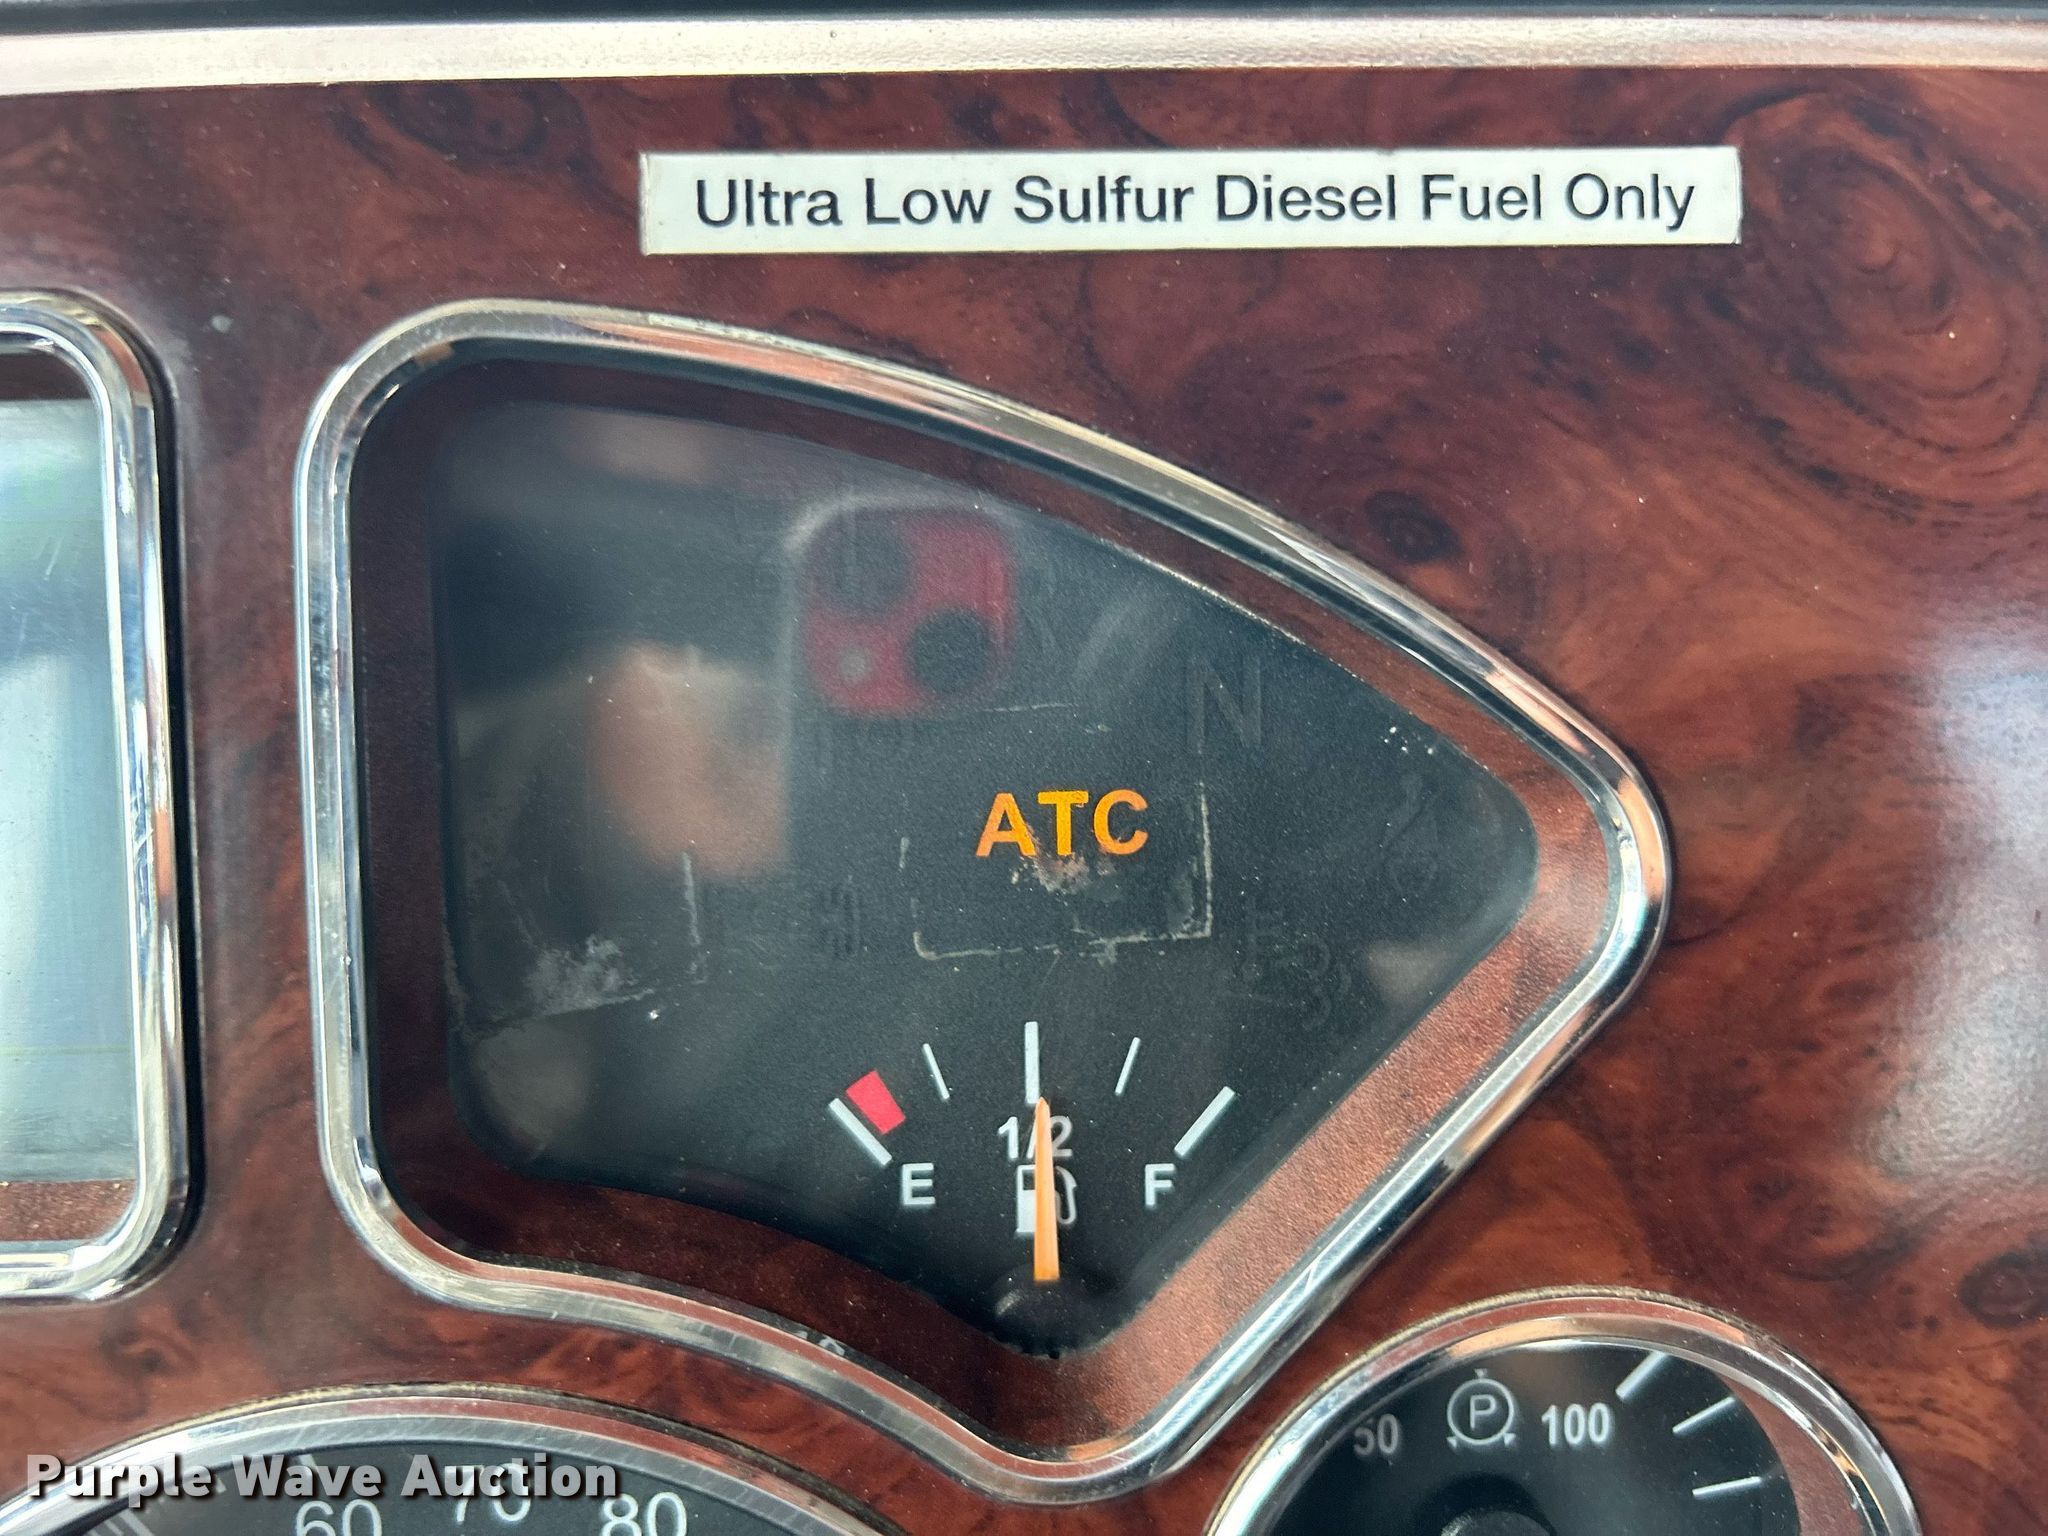 Ultra Low Sulfur Diesel Fuel Only
N
ATC
1/2
E F
50 P 100
60 70 80
Purple Wave Auction